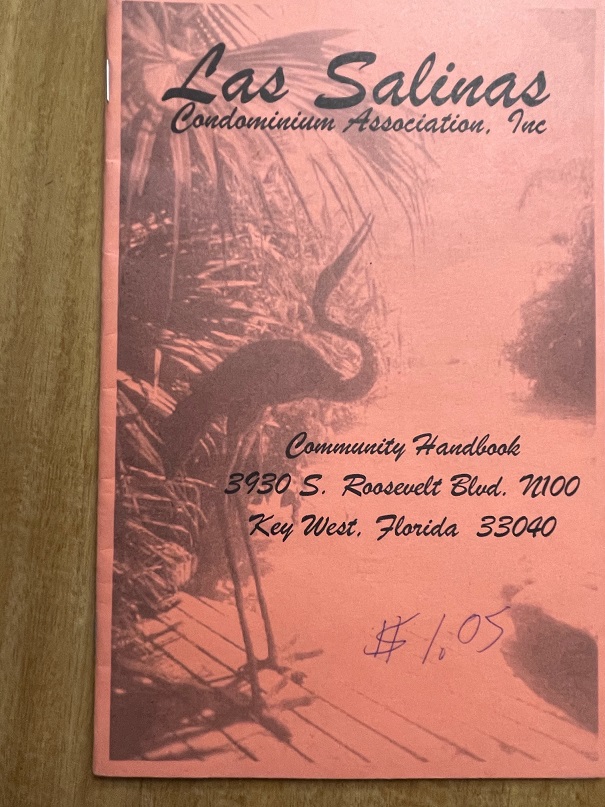 Las Salinas
Condominium Association, Inc
Community Handbook
3930 S. Roosevelt Blvd. N100
Key West, Florida 33040
$1.05